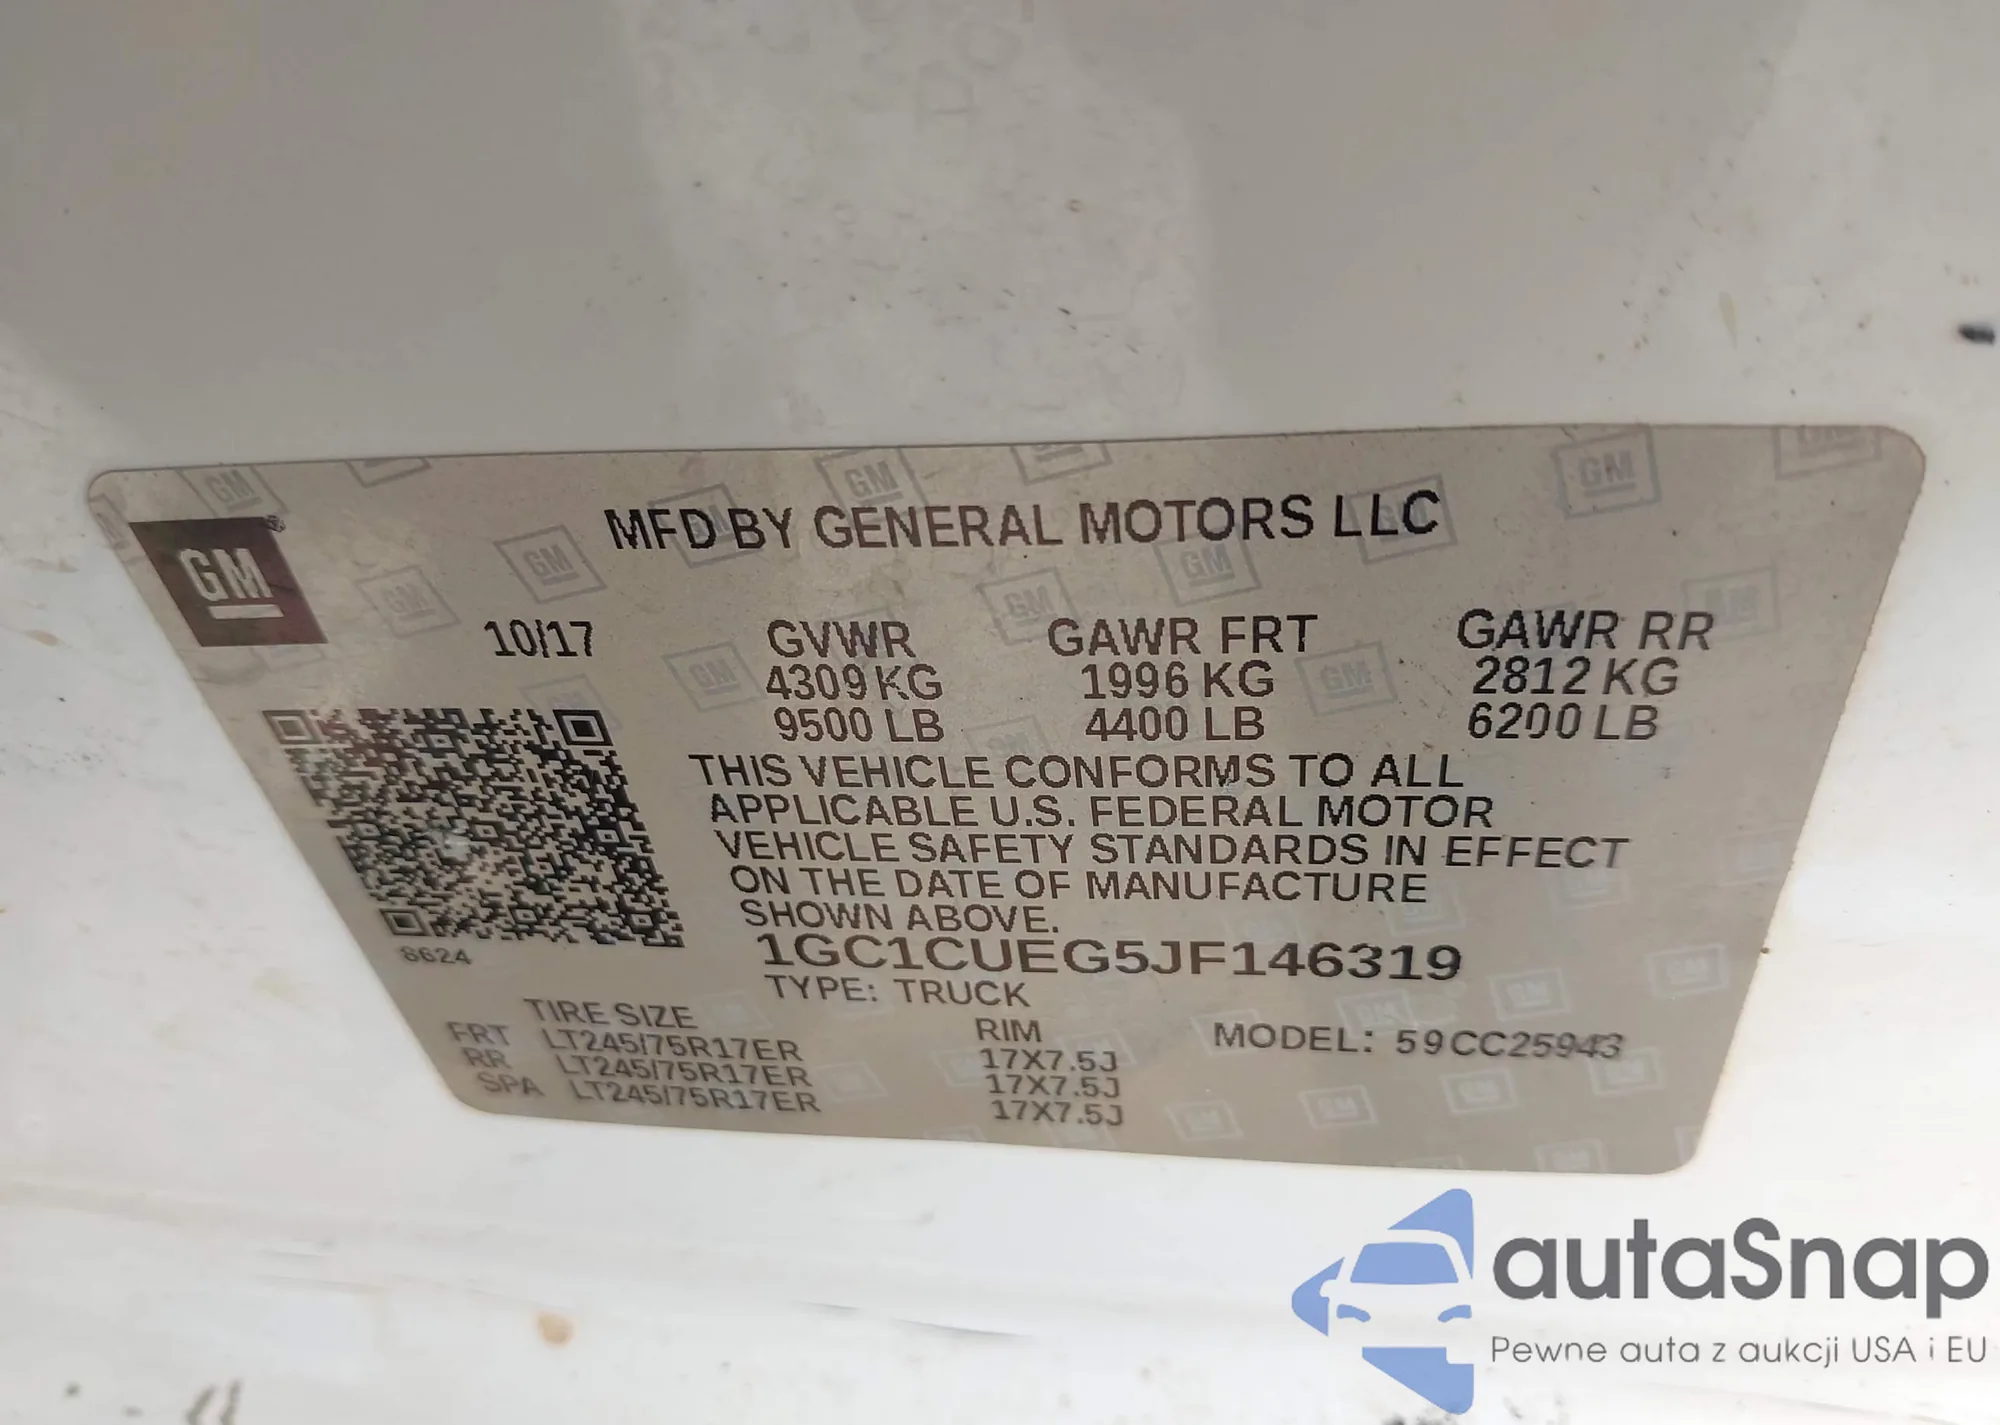 GM
MFD BY GENERAL MOTORS LLC
10/17 GVWR GAWR FRT GAWR RR
4309 KG 1996 KG 2812 KG
9500 LB 4400 LB 6200 LB
THIS VEHICLE CONFORMS TO ALL
APPLICABLE U.S. FEDERAL MOTOR
VEHICLE SAFETY STANDARDS IN EFFECT
ON THE DATE OF MANUFACTURE
SHOWN ABOVE.
8624
1GC1CUEG5JF146319
TYPE: TRUCK
TIRE SIZE RIM MODEL: 59CC25943
FRT LT245/75R17ER 17X7.5J
RR LT245/75R17ER 17X7.5J
SPA LT245/75R17ER 17X7.5J
autaSnap
Pewne auta z aukcji USA i EU